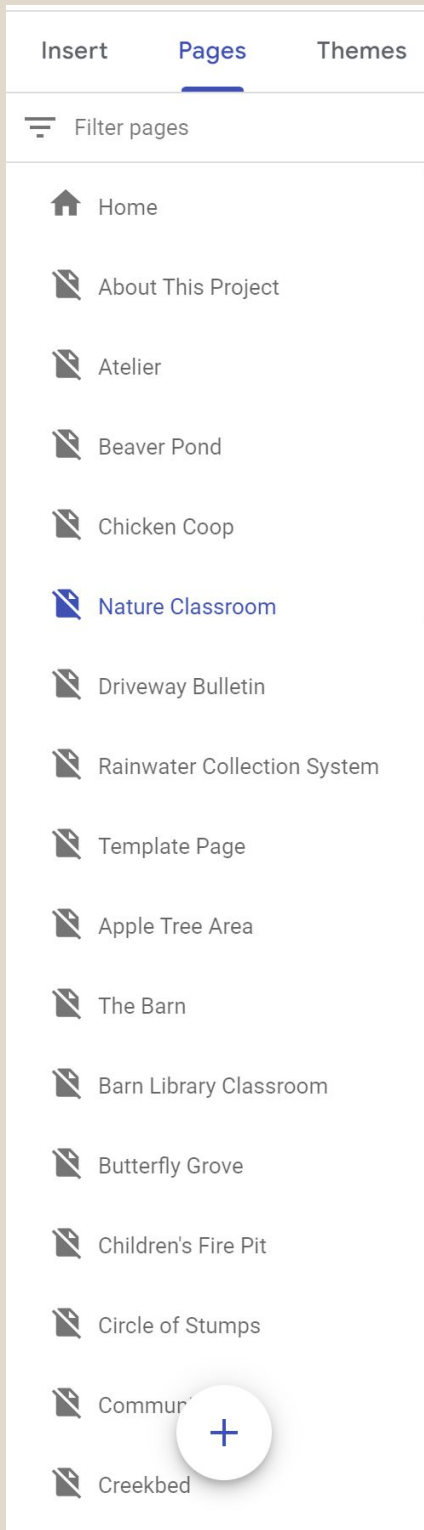 Insert Pages Themes
Filter pages
Home
About This Project
Atelier
Beaver Pond
Chicken Coop
Nature Classroom
Driveway Bulletin
Rainwater Collection System
Template Page
Apple Tree Area
The Barn
Barn Library Classroom
Butterfly Grove
Children's Fire Pit
Circle of Stumps
Creekbed